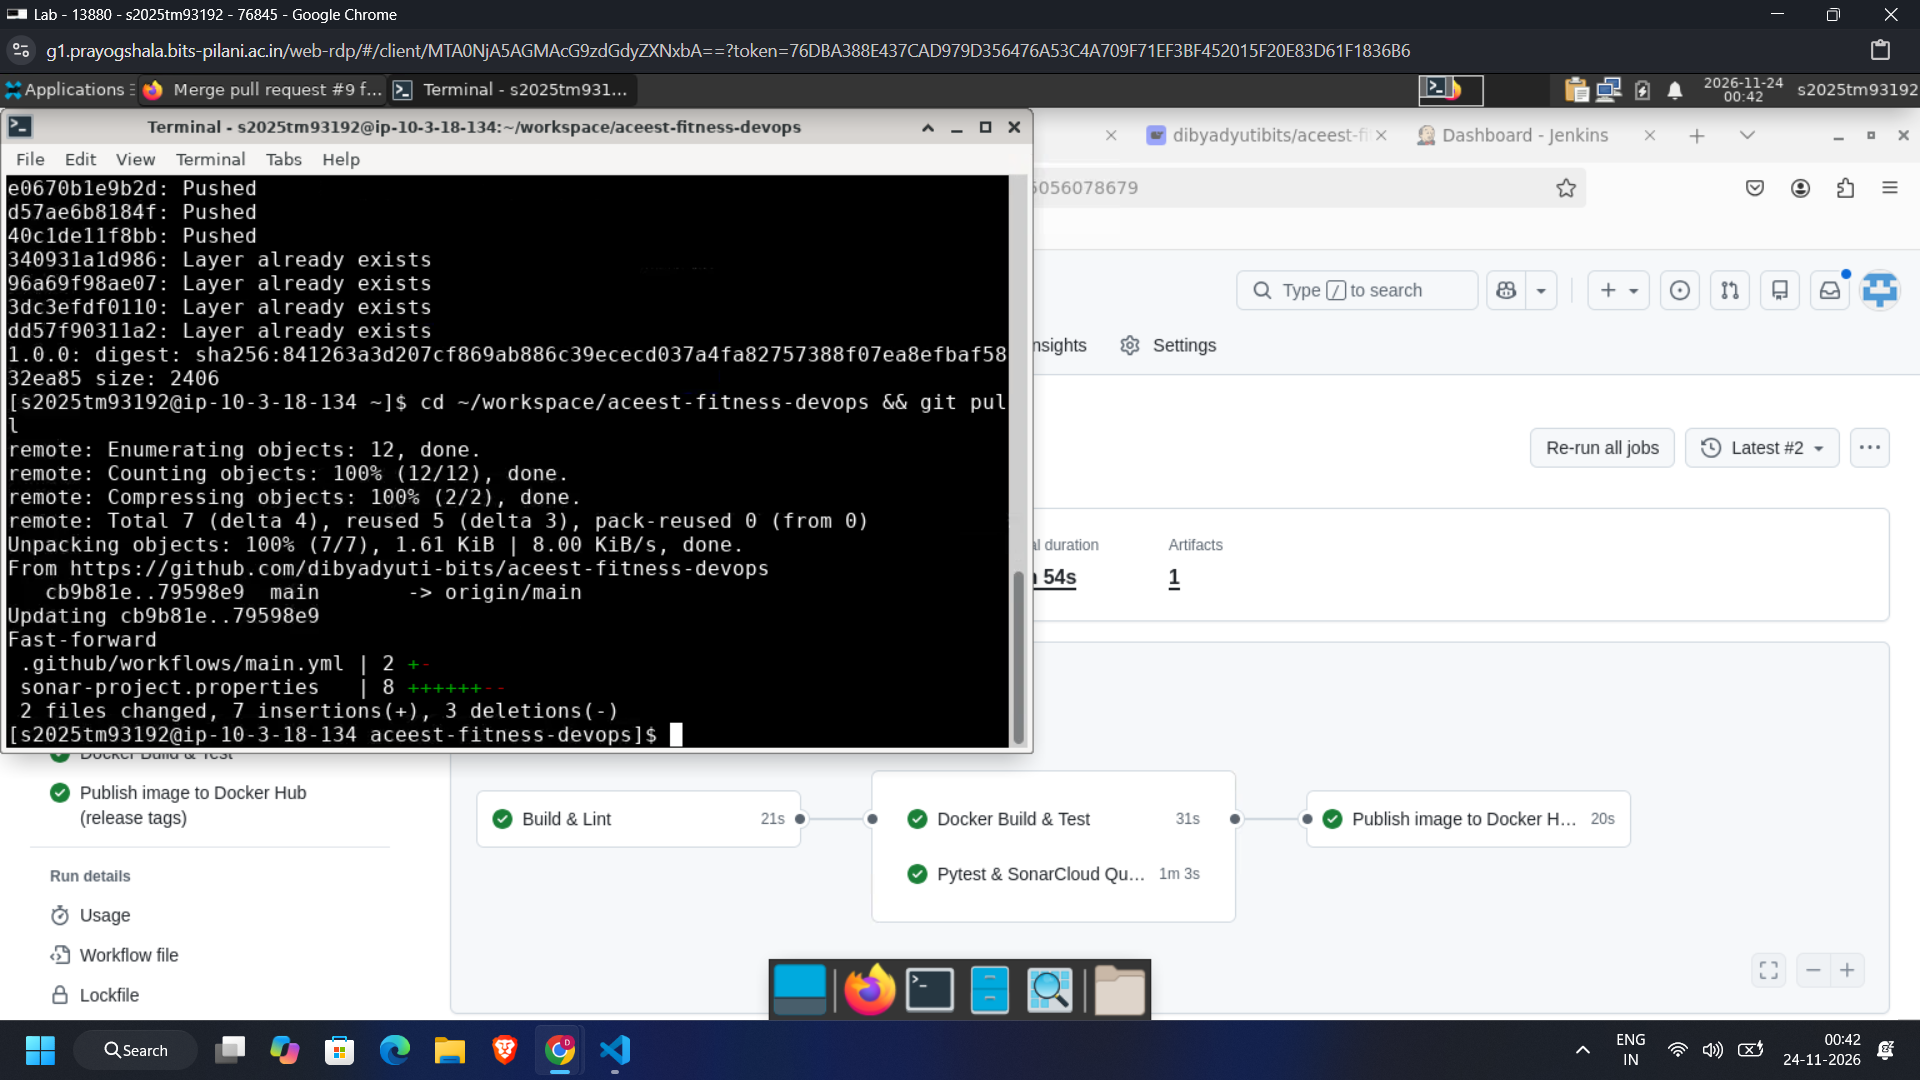 Lab - 13880 - s2025tm93192 - 76845 - Google Chrome
g1.prayogshala.bits-pilani.ac.in/web-rdp/#/client/MTA0NjA5AGMAcG9zdGdyZXNxbA==?token=76DBA388E437CAD979D356476A53C4A709F71EF3BF452015F20E83D61F1836B6
Applications
Merge pull request #9 f...
Terminal - s2025tm931...
2026-11-24
00:42
s2025tm93192
Terminal - s2025tm93192@ip-10-3-18-134:~/workspace/aceest-fitness-devops
File Edit View Terminal Tabs Help
e0670b1e9b2d: Pushed
d57ae6b8184f: Pushed
40c1de11f8bb: Pushed
340931a1d986: Layer already exists
96a69f98ae07: Layer already exists
3dc3efdf0110: Layer already exists
dd57f90311a2: Layer already exists
1.0.0: digest: sha256:841263a3d207cf869ab886c39ececd037a4fa82757388f07ea8efbaf58
32ea85 size: 2406
[s2025tm93192@ip-10-3-18-134 ~]$ cd ~/workspace/aceest-fitness-devops && git pul
l
remote: Enumerating objects: 12, done.
remote: Counting objects: 100% (12/12), done.
remote: Compressing objects: 100% (2/2), done.
remote: Total 7 (delta 4), reused 5 (delta 3), pack-reused 0 (from 0)
Unpacking objects: 100% (7/7), 1.61 KiB | 8.00 KiB/s, done.
From https://github.com/dibyadyuti-bits/aceest-fitness-devops
   cb9b81e..79598e9  main       -> origin/main
Updating cb9b81e..79598e9
Fast-forward
 .github/workflows/main.yml | 2 +-
 sonar-project.properties   | 8 ++++++--
 2 files changed, 7 insertions(+), 3 deletions(-)
[s2025tm93192@ip-10-3-18-134 aceest-fitness-devops]$
dibyadyutibits/aceest-fi
Dashboard - Jenkins
6056078679
Type / to search
nsights
Settings
Re-run all jobs
Latest #2
al duration
Artifacts
54s
1
Docker Build & Test
Publish image to Docker Hub
(release tags)
Run details
Usage
Workflow file
Lockfile
Build & Lint 21s
Docker Build & Test 31s
Pytest & SonarCloud Qu... 1m 3s
Publish image to Docker H... 20s
Search
ENG
IN
00:42
24-11-2026